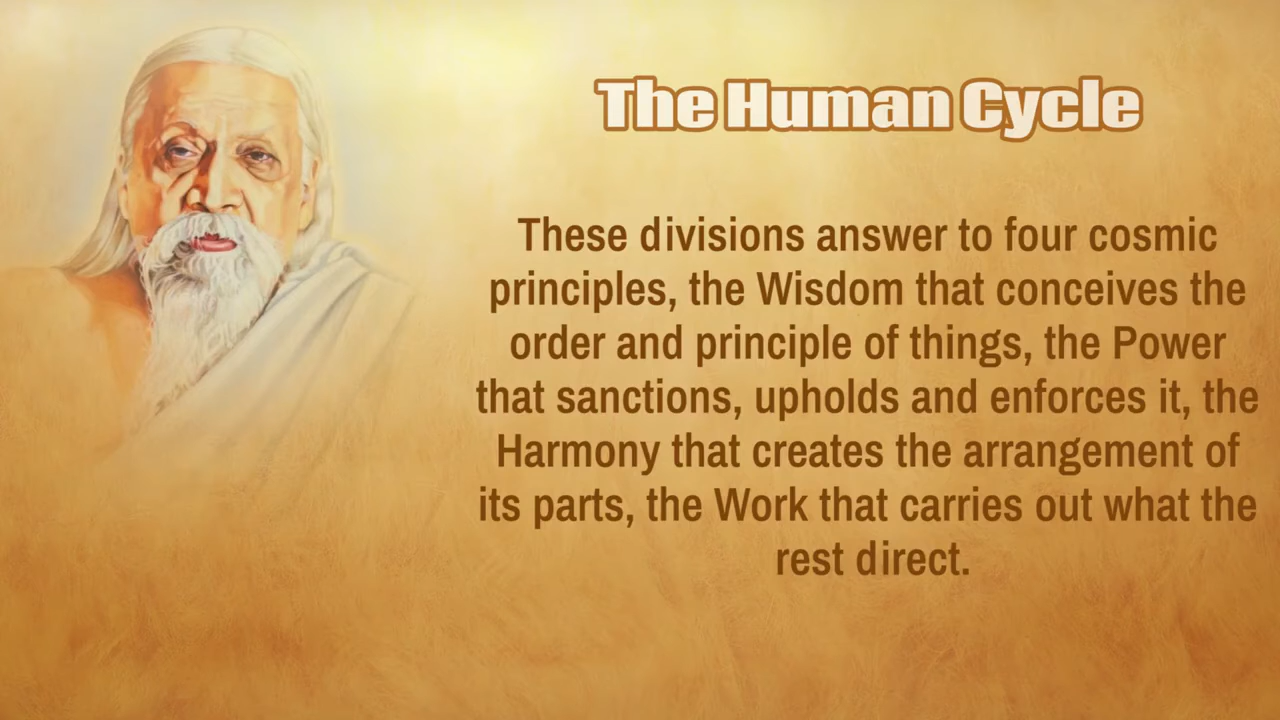 The Human Cycle
These divisions answer to four cosmic
principles, the Wisdom that conceives the
order and principle of things, the Power
that sanctions, upholds and enforces it, the
Harmony that creates the arrangement of
its parts, the Work that carries out what the
rest direct.